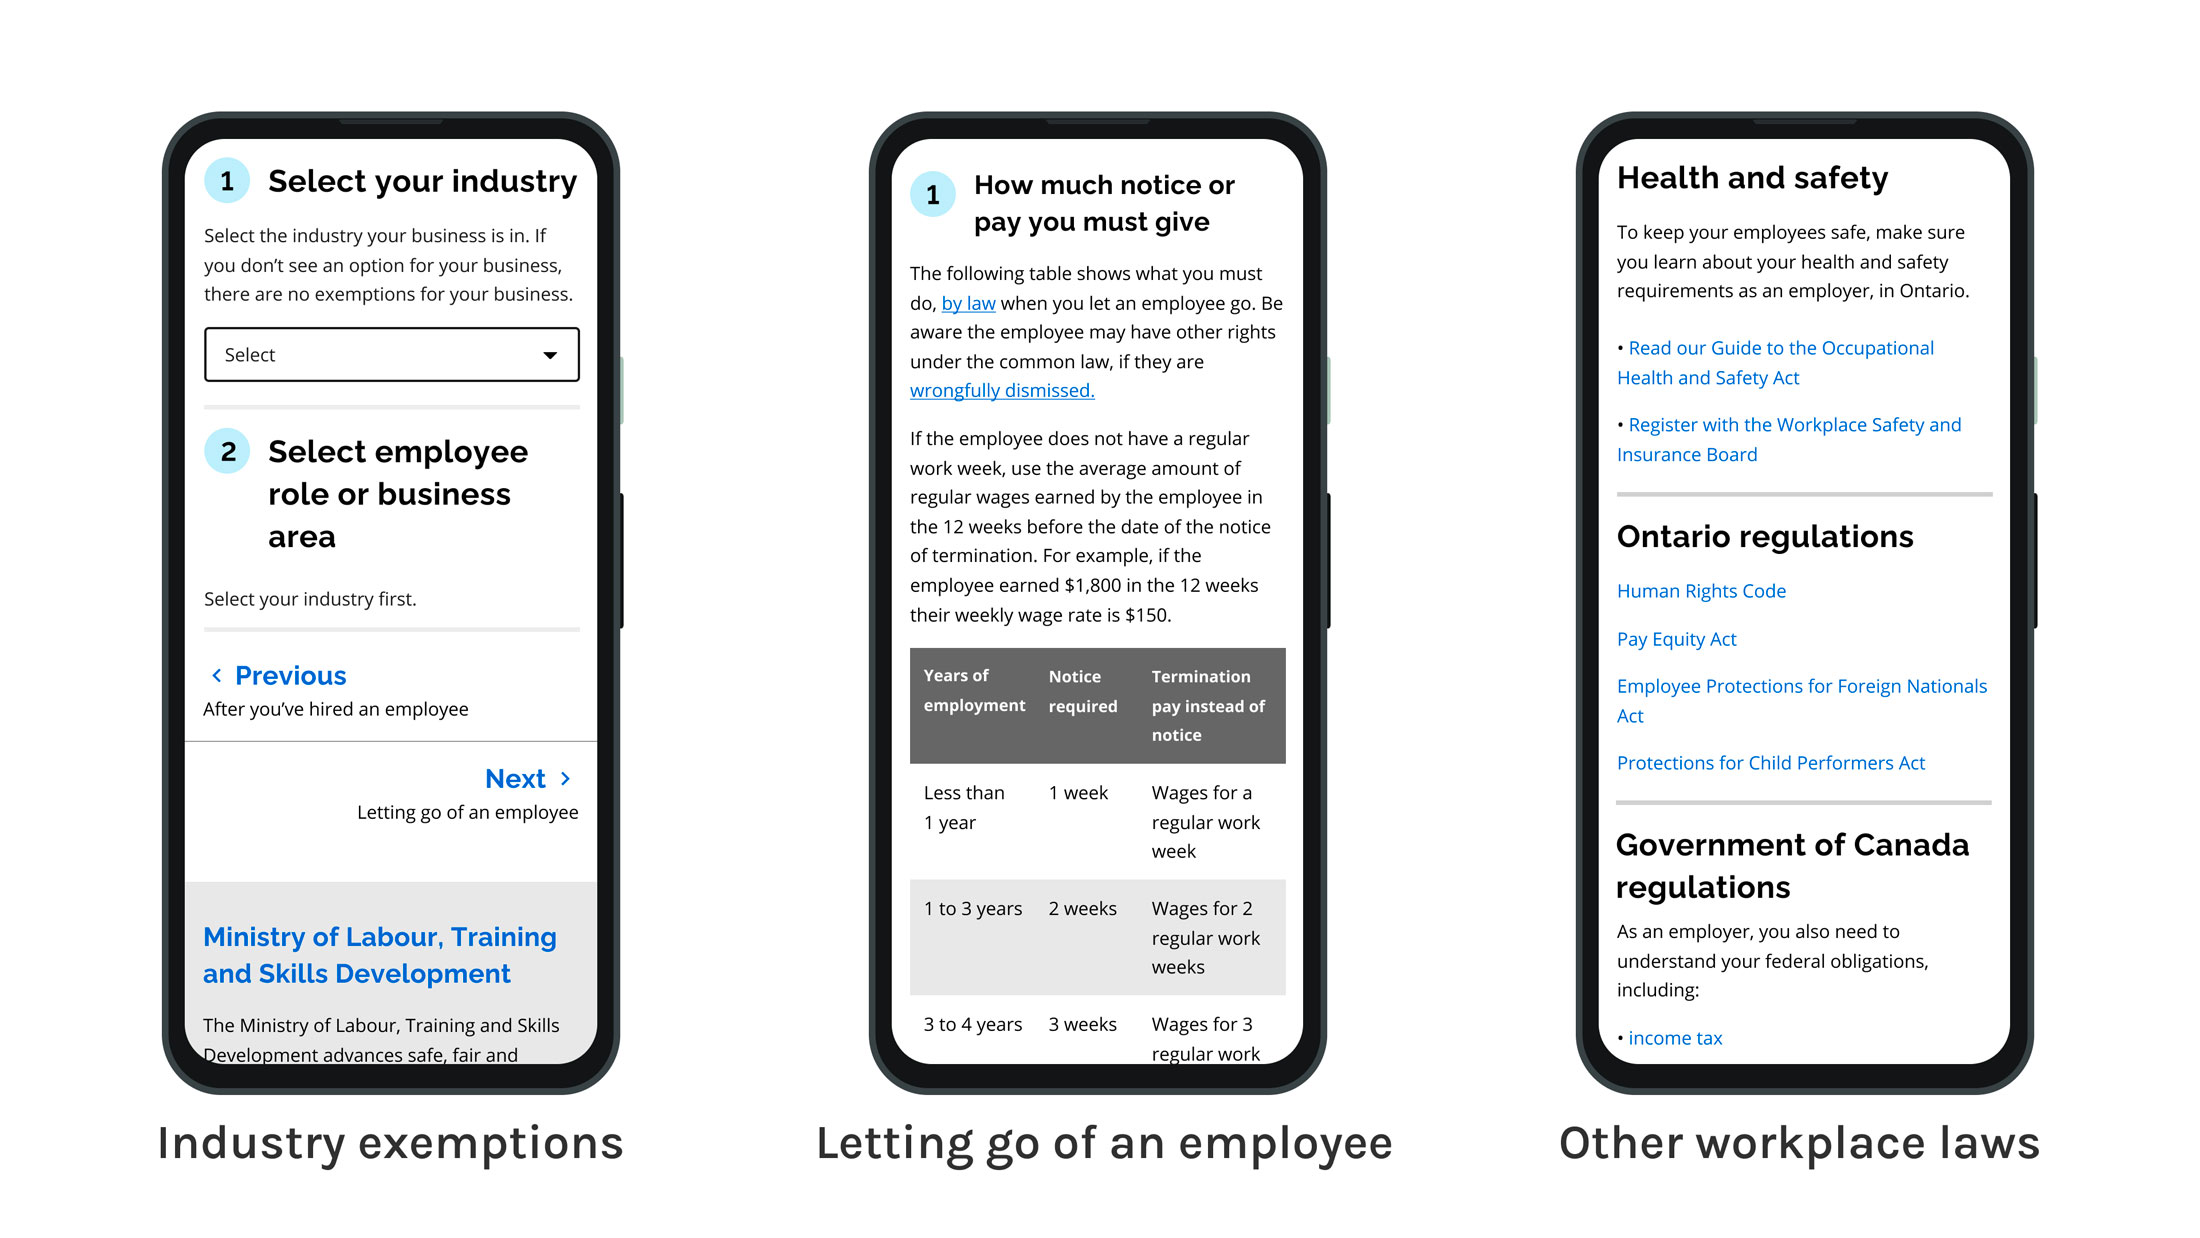 1 Select your industry
Select the industry your business is in. If
you don’t see an option for your business,
there are no exemptions for your business.
Select
2 Select employee
role or business
area
Select your industry first.
Previous
After you’ve hired an employee
Next
Letting go of an employee
Ministry of Labour, Training
and Skills Development
The Ministry of Labour, Training and Skills
Development advances safe, fair and
Industry exemptions
1 How much notice or
pay you must give
The following table shows what you must
do, by law when you let an employee go. Be
aware the employee may have other rights
under the common law, if they are
wrongfully dismissed.
If the employee does not have a regular
work week, use the average amount of
regular wages earned by the employee in
the 12 weeks before the date of the notice
of termination. For example, if the
employee earned $1,800 in the 12 weeks
their weekly wage rate is $150.
Years of
employment
Notice
required
Termination
pay instead of
notice
Less than
1 year
1 week
Wages for a
regular work
week
1 to 3 years
2 weeks
Wages for 2
regular work
weeks
3 to 4 years
3 weeks
Wages for 3
regular work
Letting go of an employee
Health and safety
To keep your employees safe, make sure
you learn about your health and safety
requirements as an employer, in Ontario.
• Read our Guide to the Occupational
Health and Safety Act
• Register with the Workplace Safety and
Insurance Board
Ontario regulations
Human Rights Code
Pay Equity Act
Employee Protections for Foreign Nationals
Act
Protections for Child Performers Act
Government of Canada
regulations
As an employer, you also need to
understand your federal obligations,
including:
• income tax
Other workplace laws